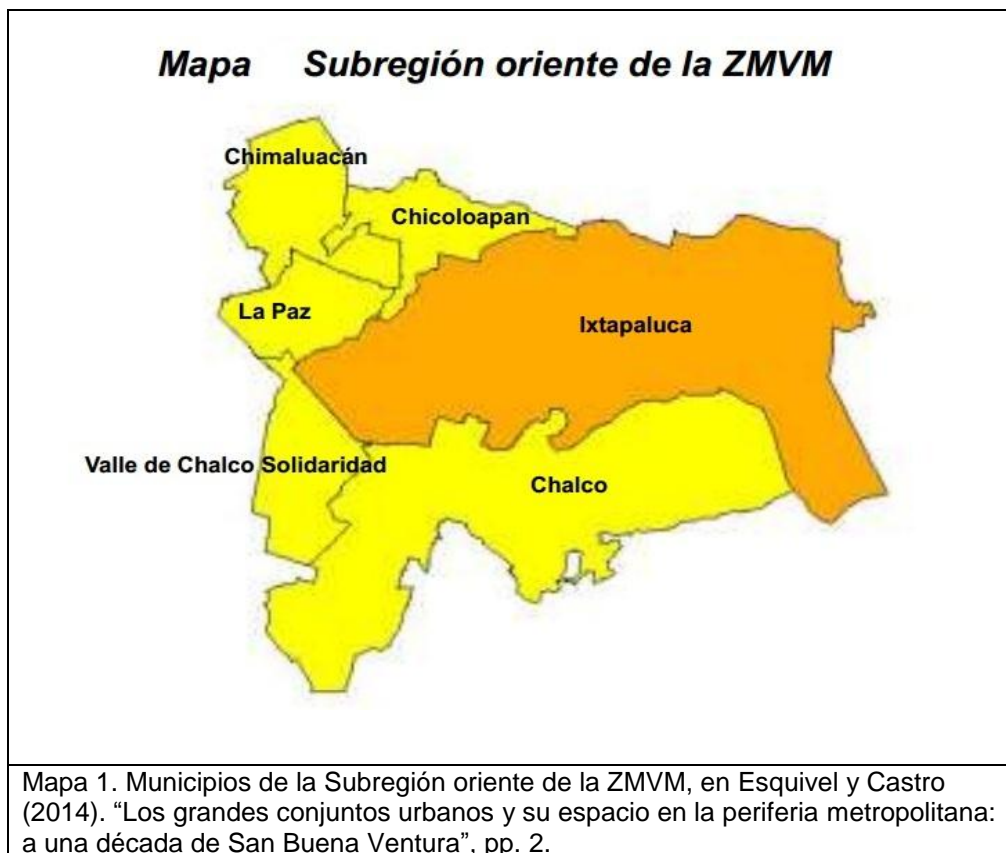 Mapa Subregión oriente de la ZMVM
Chimaluacán
Chicoloapan
La Paz
Ixtapaluca
Valle de Chalco Solidaridad
Chalco
Mapa 1. Municipios de la Subregión oriente de la ZMVM, en Esquivel y Castro
(2014). “Los grandes conjuntos urbanos y su espacio en la periferia metropolitana:
a una década de San Buena Ventura”, pp. 2.